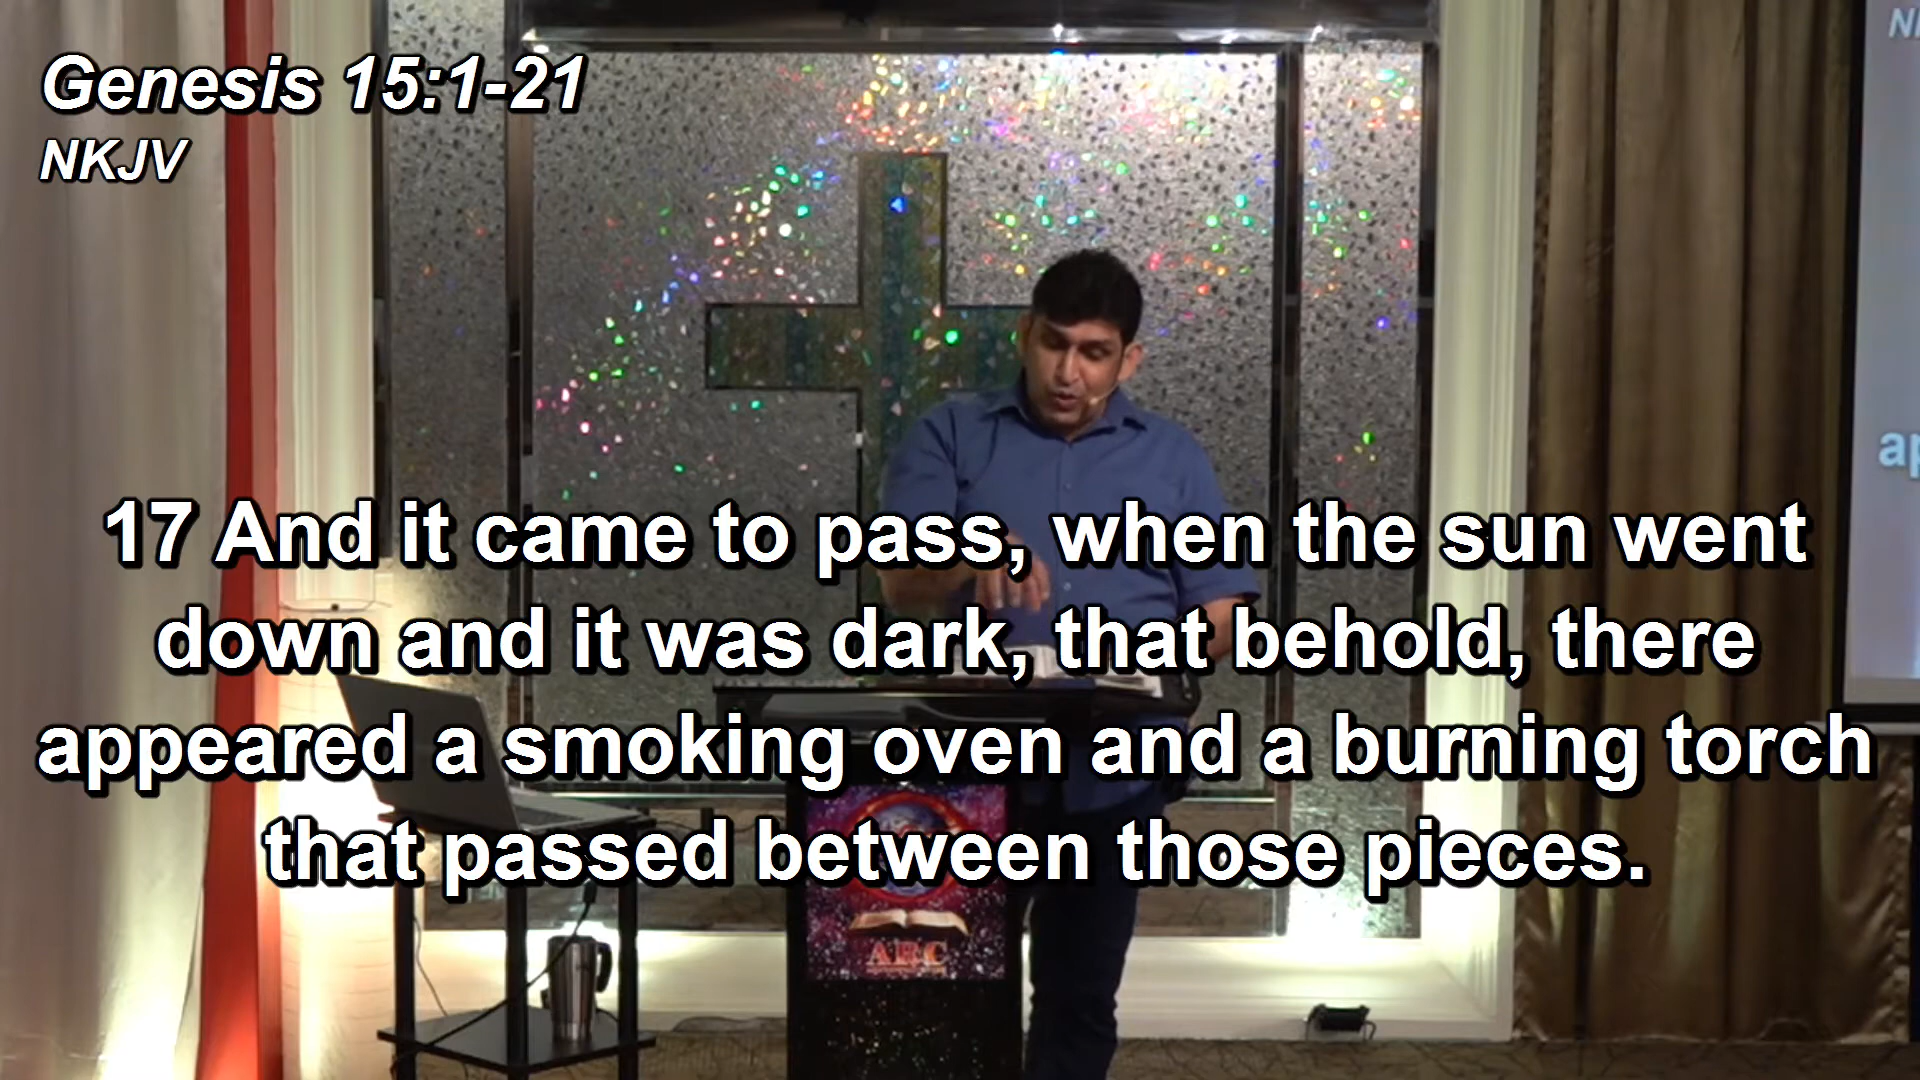 Genesis 15:1-21
NKJV
17 And it came to pass, when the sun went
down and it was dark, that behold, there
appeared a smoking oven and a burning torch
that passed between those pieces.
ARC